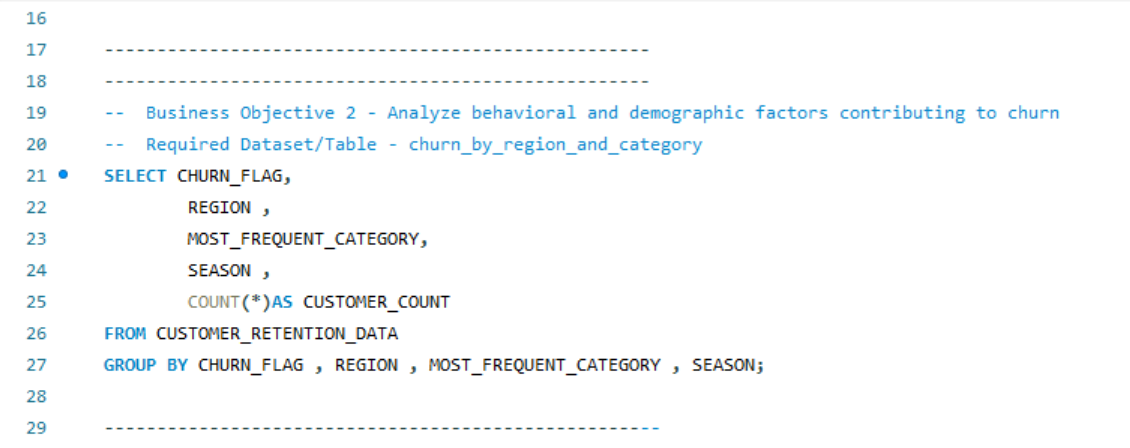 16
17 ----------------------------------------------------
18 ----------------------------------------------------
19 --  Business Objective 2 - Analyze behavioral and demographic factors contributing to churn
20 --  Required Dataset/Table - churn_by_region_and_category
21 ● SELECT CHURN_FLAG,
22 REGION ,
23 MOST_FREQUENT_CATEGORY,
24 SEASON ,
25 COUNT(*)AS CUSTOMER_COUNT
26 FROM CUSTOMER_RETENTION_DATA
27 GROUP BY CHURN_FLAG , REGION , MOST_FREQUENT_CATEGORY , SEASON;
28
29 -----------------------------------------------------